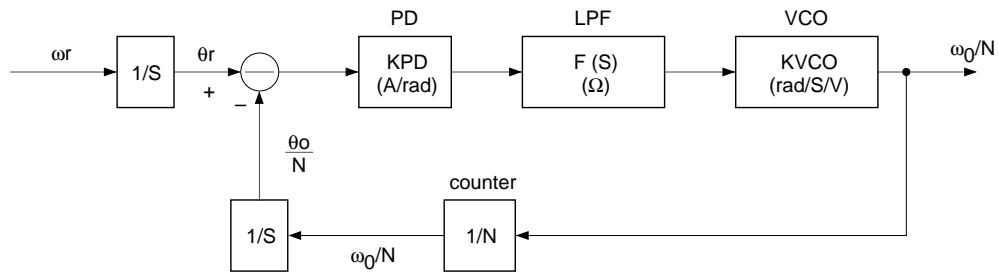 PD
LPF
VCO
ωr
1/S
θr
+
−
KPD
(A/rad)
F (S)
(Ω)
KVCO
(rad/S/V)
ω0/N
θo
N
counter
1/S
ω0/N
1/N